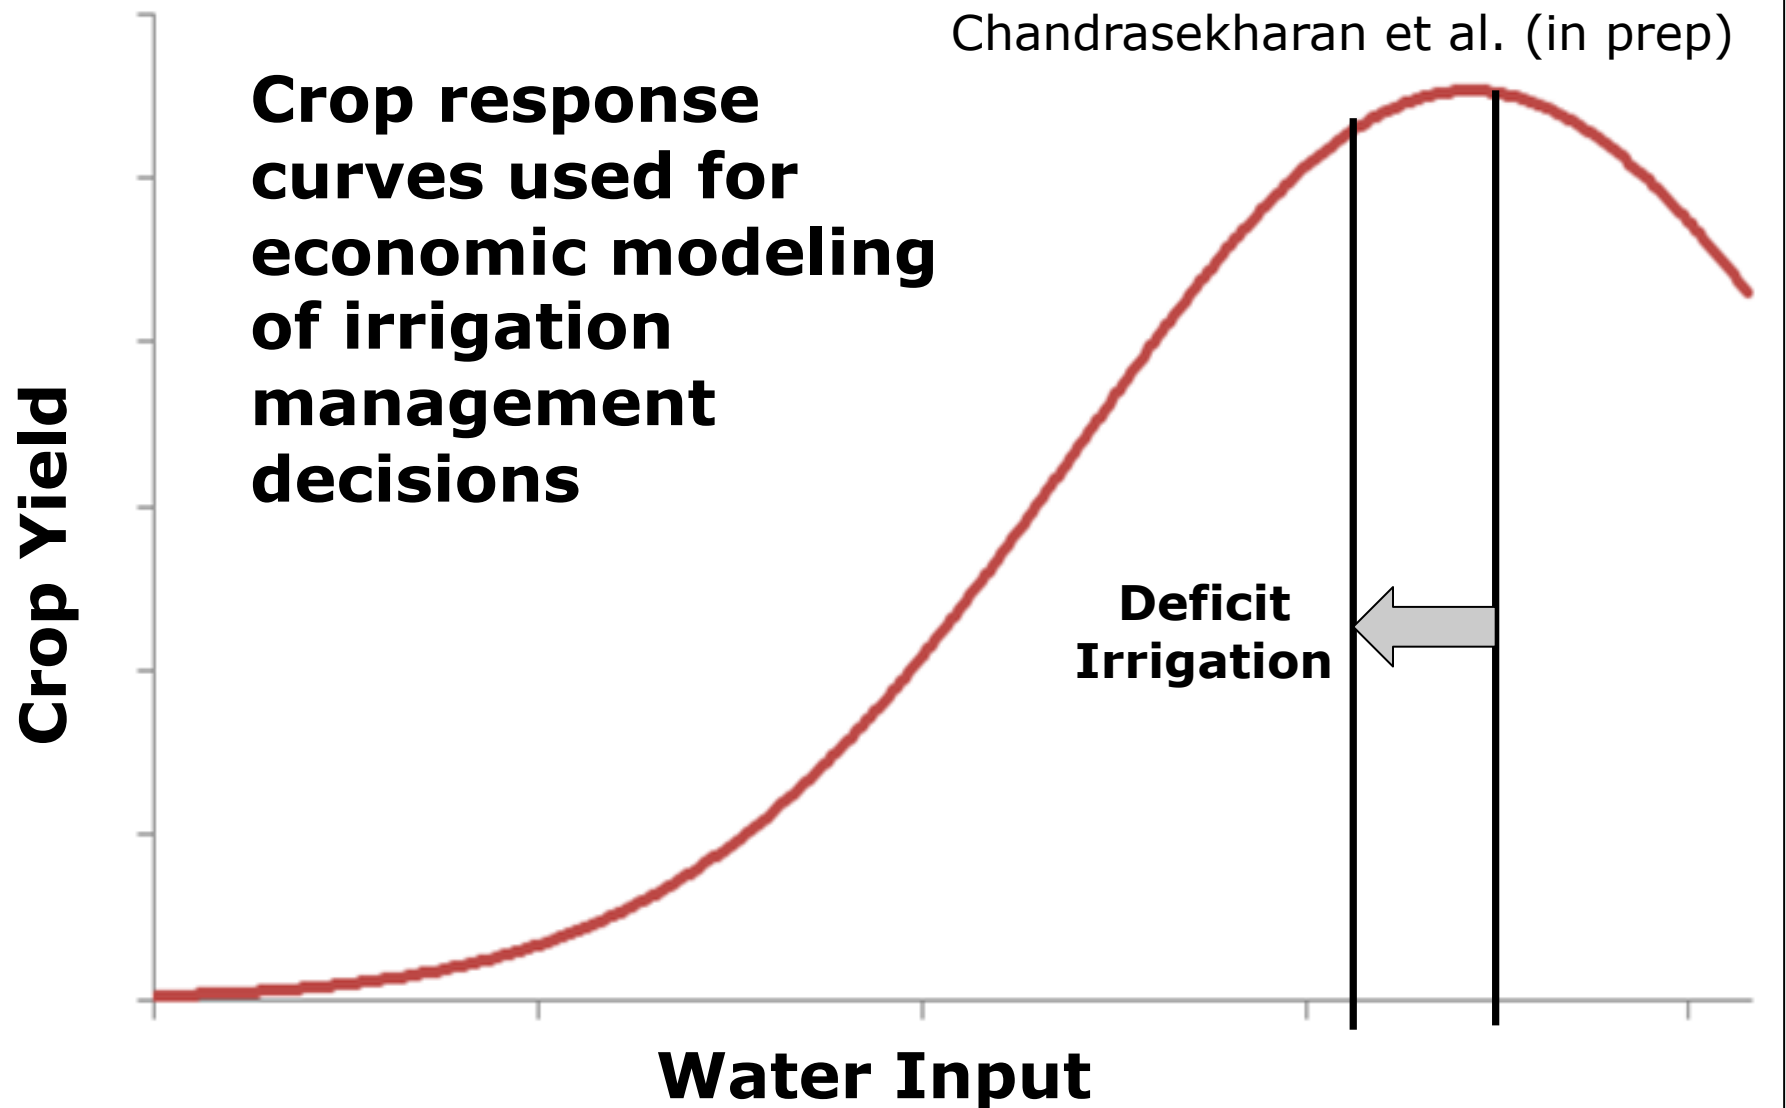 Chandrasekharan et al. (in prep)
Crop response
curves used for
economic modeling
of irrigation
management
decisions
Crop Yield
Deficit
Irrigation
Water Input